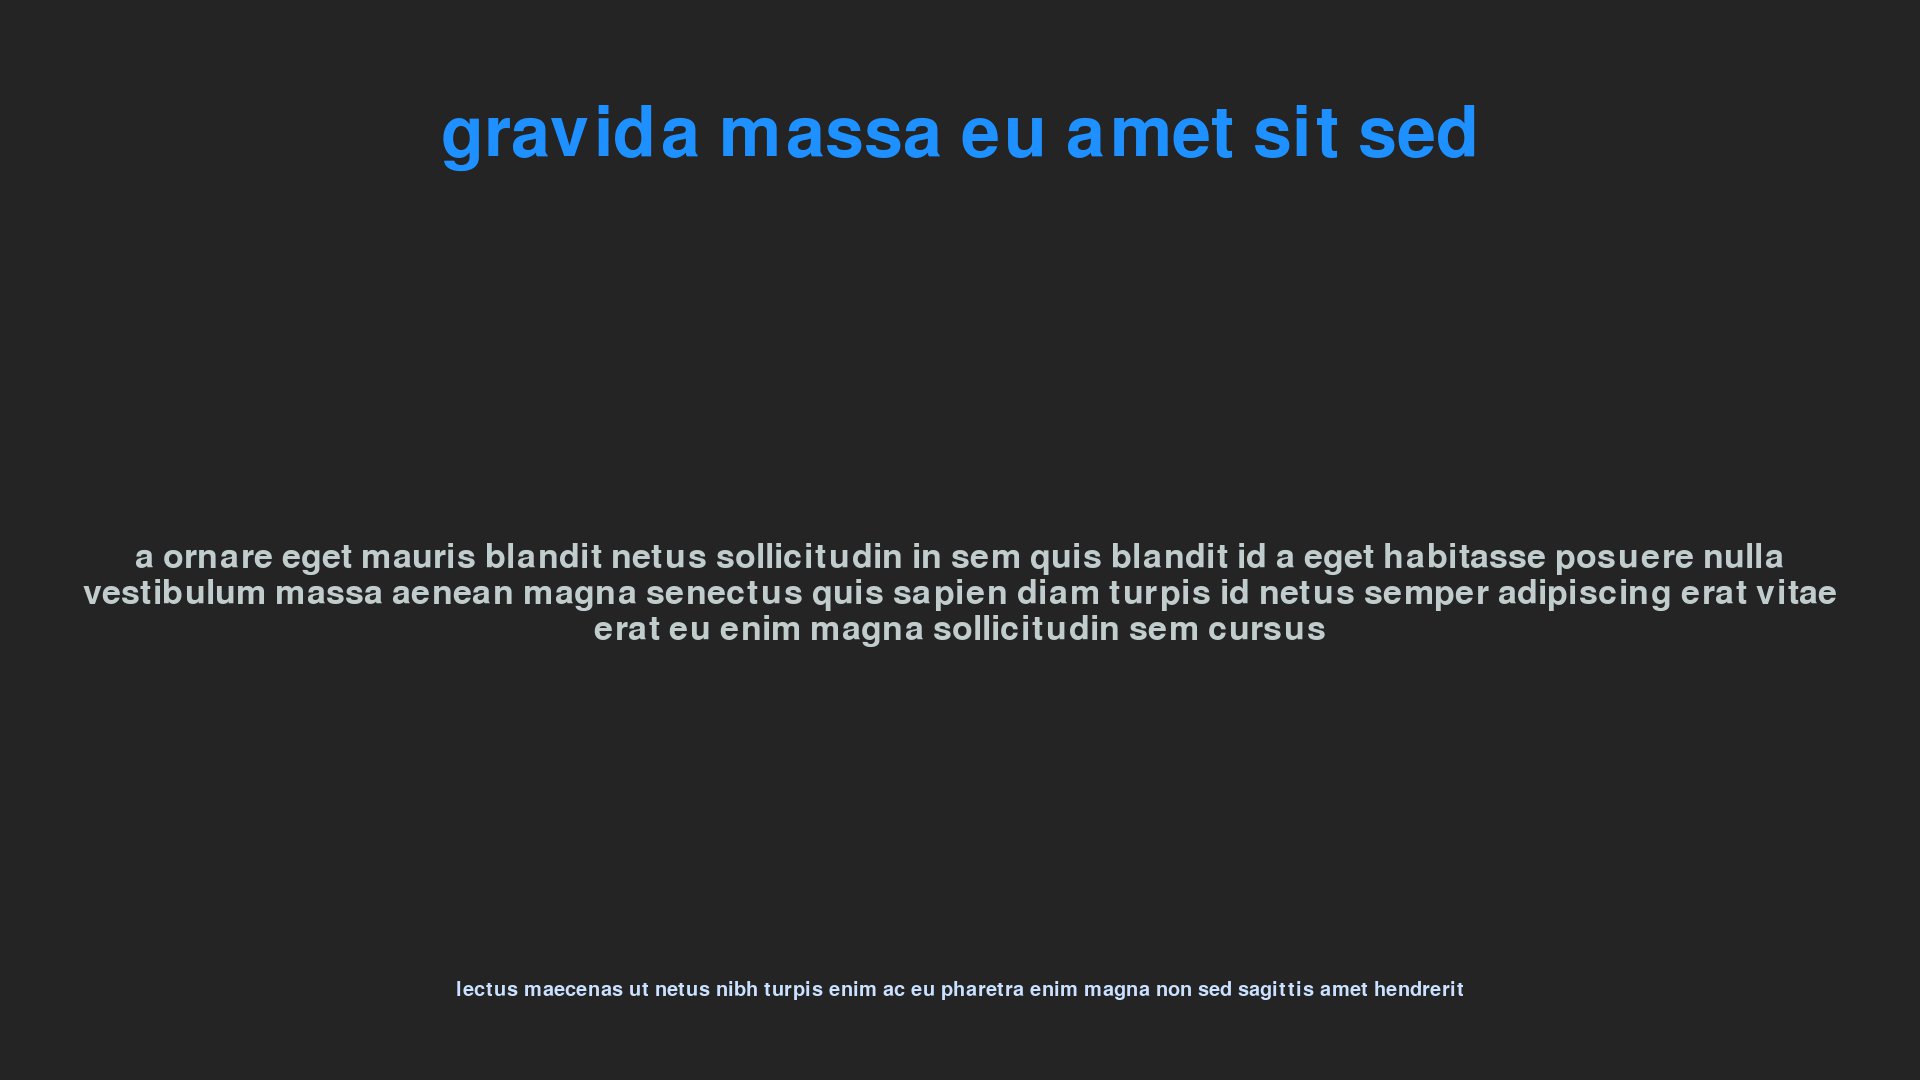 gravida massa eu amet sit sed
a ornare eget mauris blandit netus sollicitudin in sem quis blandit id a eget habitasse posuere nulla
vestibulum massa aenean magna senectus quis sapien diam turpis id netus semper adipiscing erat vitae
erat eu enim magna sollicitudin sem cursus
lectus maecenas ut netus nibh turpis enim ac eu pharetra enim magna non sed sagittis amet hendrerit